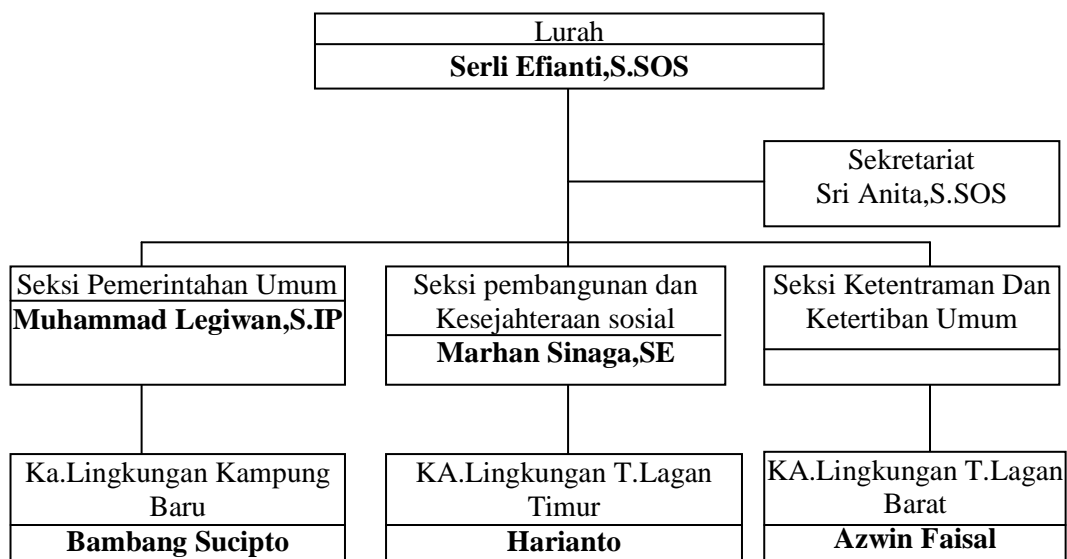 Lurah
Serli Efianti,S.SOS
Sekretariat
Sri Anita,S.SOS
Seksi Pemerintahan Umum
Muhammad Legiwan,S.IP
Seksi pembangunan dan
Kesejahteraan sosial
Marhan Sinaga,SE
Seksi Ketentraman Dan
Ketertiban Umum
Ka.Lingkungan Kampung
Baru
Bambang Sucipto
KA.Lingkungan T.Lagan
Timur
Harianto
KA.Lingkungan T.Lagan
Barat
Azwin Faisal